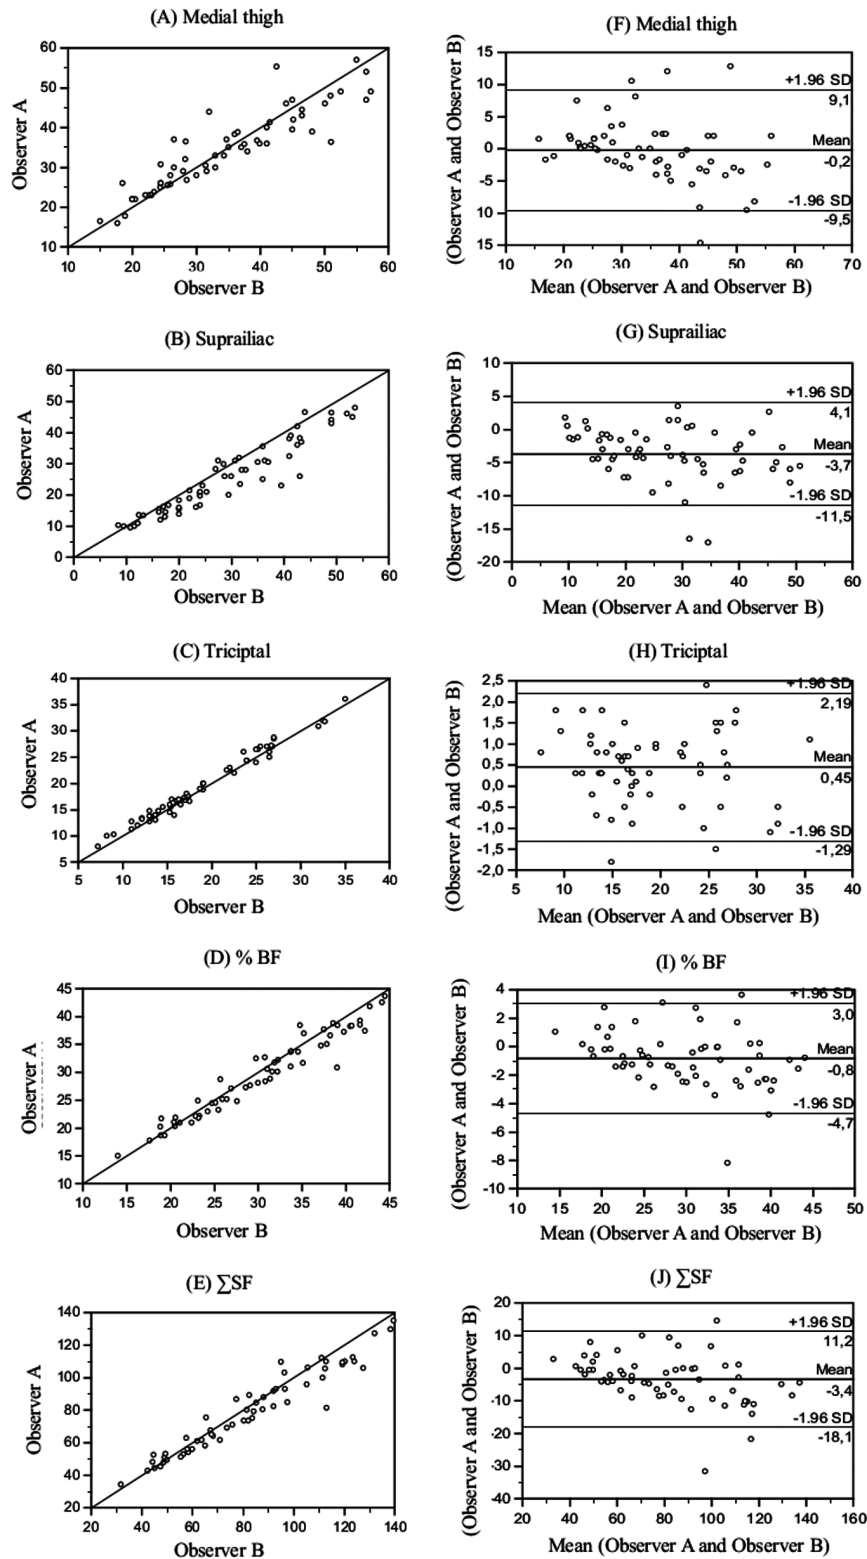 (A) Medial thigh
60
50
40
30
20
10
Observer A
10 20 30 40 50 60
Observer B
(F) Medial thigh
15
10
5
0
-5
10
15
(Observer A and Observer B)
+1.96 SD
9,1
Mean
-0,2
-1.96 SD
-9,5
10 20 30 40 50 60 70
Mean (Observer A and Observer B)
(B) Suprailiac
60
50
40
30
20
10
0
Observer A
0 10 20 30 40 50 60
Observer B
(G) Suprailiac
10
5
0
-5
-10
-15
-20
(Observer A and Observer B)
+1.96 SD
4,1
Mean
-3,7
-1.96 SD
-11,5
0 10 20 30 40 50 60
Mean (Observer A and Observer B)
(C) Triciptal
40
35
30
25
20
15
10
5
Observer A
5 10 15 20 25 30 35 40
Observer B
(H) Triciptal
2,5
2,0
1,5
1,0
0,5
0,0
-0,5
-1,0
-1,5
-2,0
(Observer A and Observer B)
+1.96 SD
2,19
Mean
0,45
-1.96 SD
-1,29
5 10 15 20 25 30 35 40
Mean (Observer A and Observer B)
(D) % BF
45
40
35
30
25
20
15
10
Observer A
10 15 20 25 30 35 40 45
Observer B
(I) % BF
4
2
0
-2
-4
-6
-8
-10
(Observer A and Observer B)
+1.96 SD
3,0
Mean
-0,8
-1.96 SD
-4,7
10 15 20 25 30 35 40 45 50
Mean (Observer A and Observer B)
(E) ∑SF
140
120
100
80
60
40
20
Observer A
20 40 60 80 100 120 140
Observer B
(J) ∑SF
20
10
0
-10
-20
-30
-40
(Observer A and Observer B)
+1.96 SD
11,2
Mean
-3,4
-1.96 SD
-18,1
20 40 60 80 100 120 140 160
Mean (Observer A and Observer B)